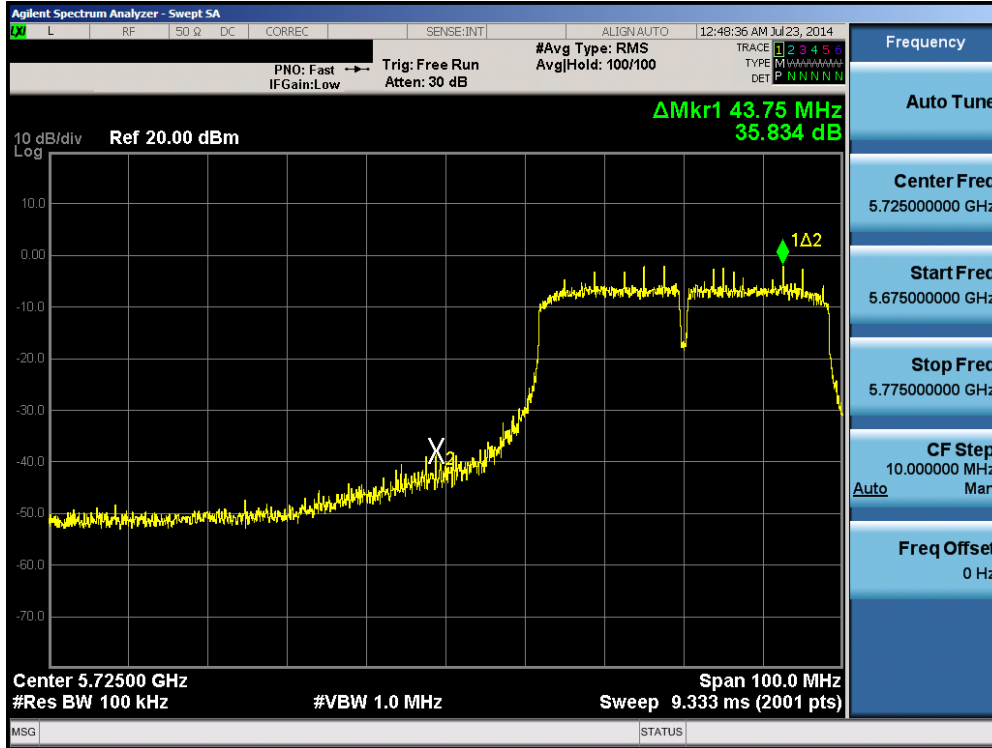 Agilent Spectrum Analyzer - Swept SA
LXI L RF 50 Ω DC CORREC SENSE:INT ALIGN AUTO 12:48:36 AM Jul 23, 2014
PNO: Fast
IFGain:Low
Trig: Free Run
Atten: 30 dB
#Avg Type: RMS
Avg|Hold: 100/100
TRACE 1 2 3 4 5 6
TYPE M
DET P N N N N N
ΔMkr1 43.75 MHz
35.834 dB
10 dB/div Ref 20.00 dBm
Log
10.0
0.00
-10.0
-20.0
-30.0
-40.0
-50.0
-60.0
-70.0
1Δ2
X2
Center 5.72500 GHz Span 100.0 MHz
#Res BW 100 kHz #VBW 1.0 MHz Sweep 9.333 ms (2001 pts)
MSG STATUS
Frequency
Auto Tune
Center Freq
5.725000000 GHz
Start Freq
5.675000000 GHz
Stop Freq
5.775000000 GHz
CF Step
10.000000 MHz
Auto Man
Freq Offset
0 Hz